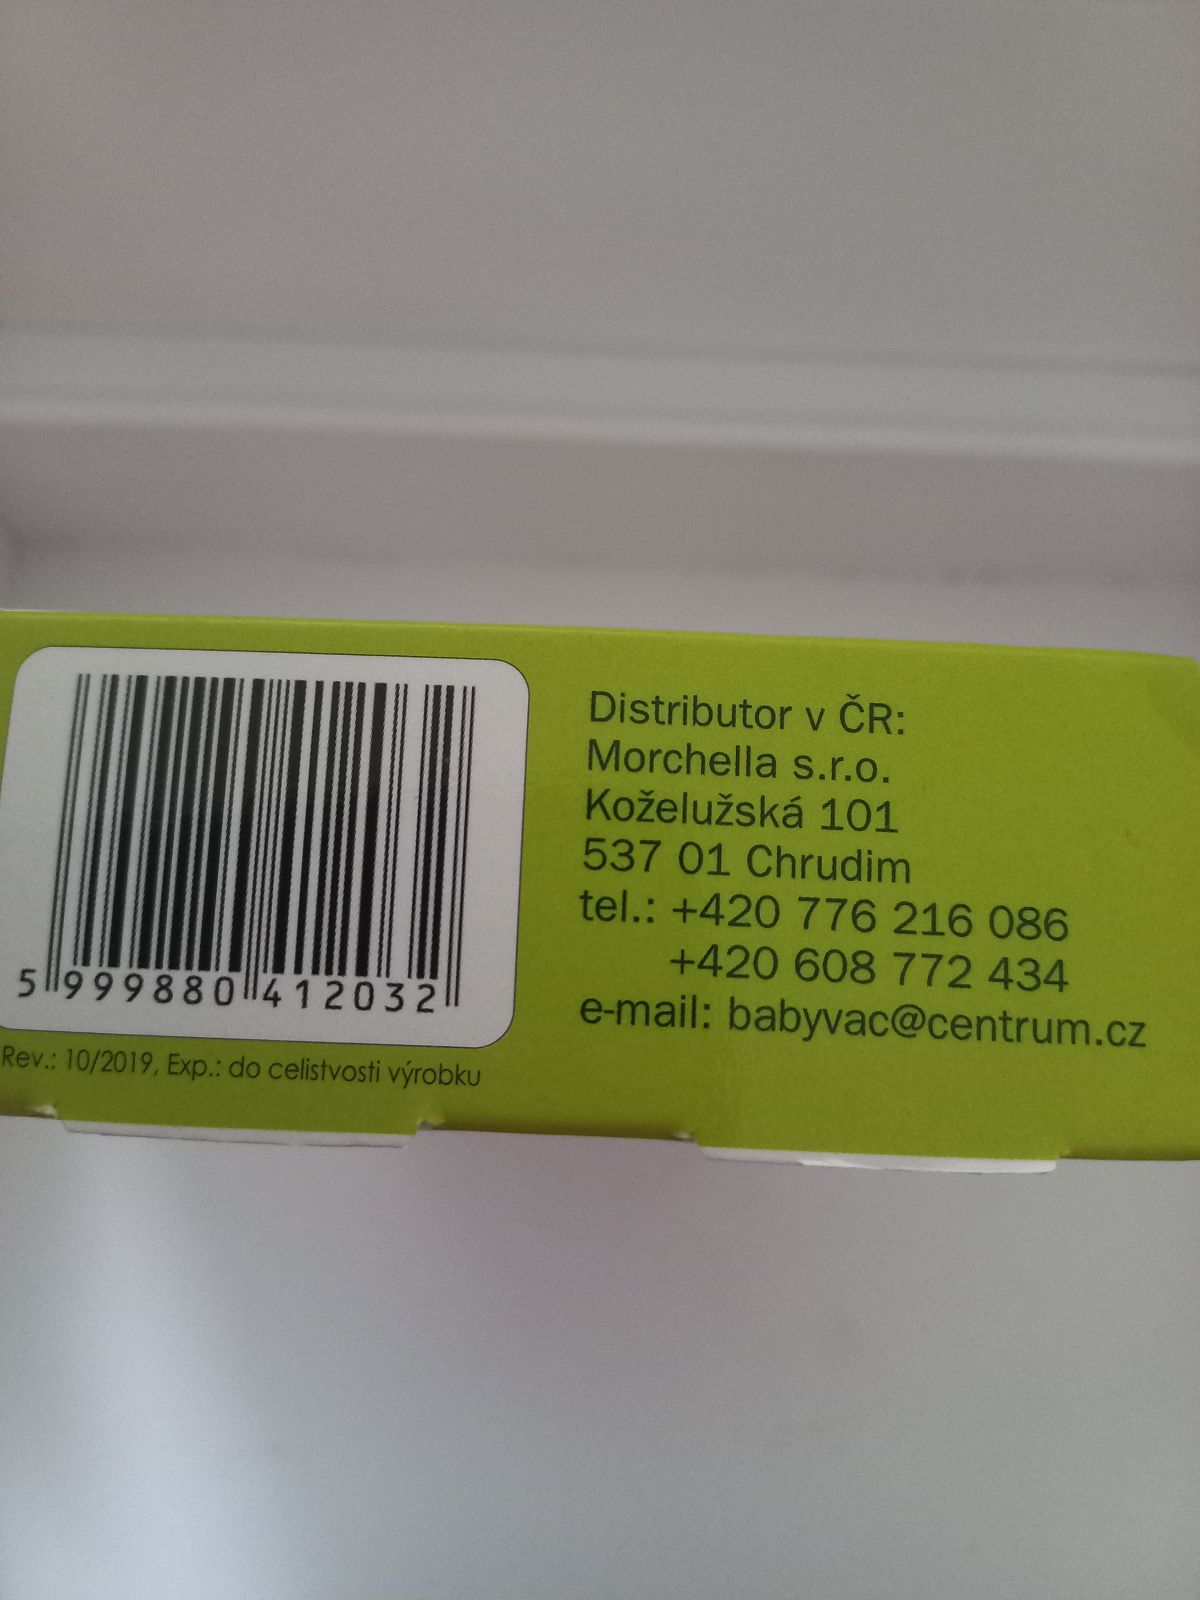 5 999880 412032
Rev.: 10/2019, Exp.: do celistvosti výrobku
Distributor v ČR:
Morchella s.r.o.
Koželužská 101
537 01 Chrudim
tel.: +420 776 216 086
+420 608 772 434
e-mail: babyvac@centrum.cz